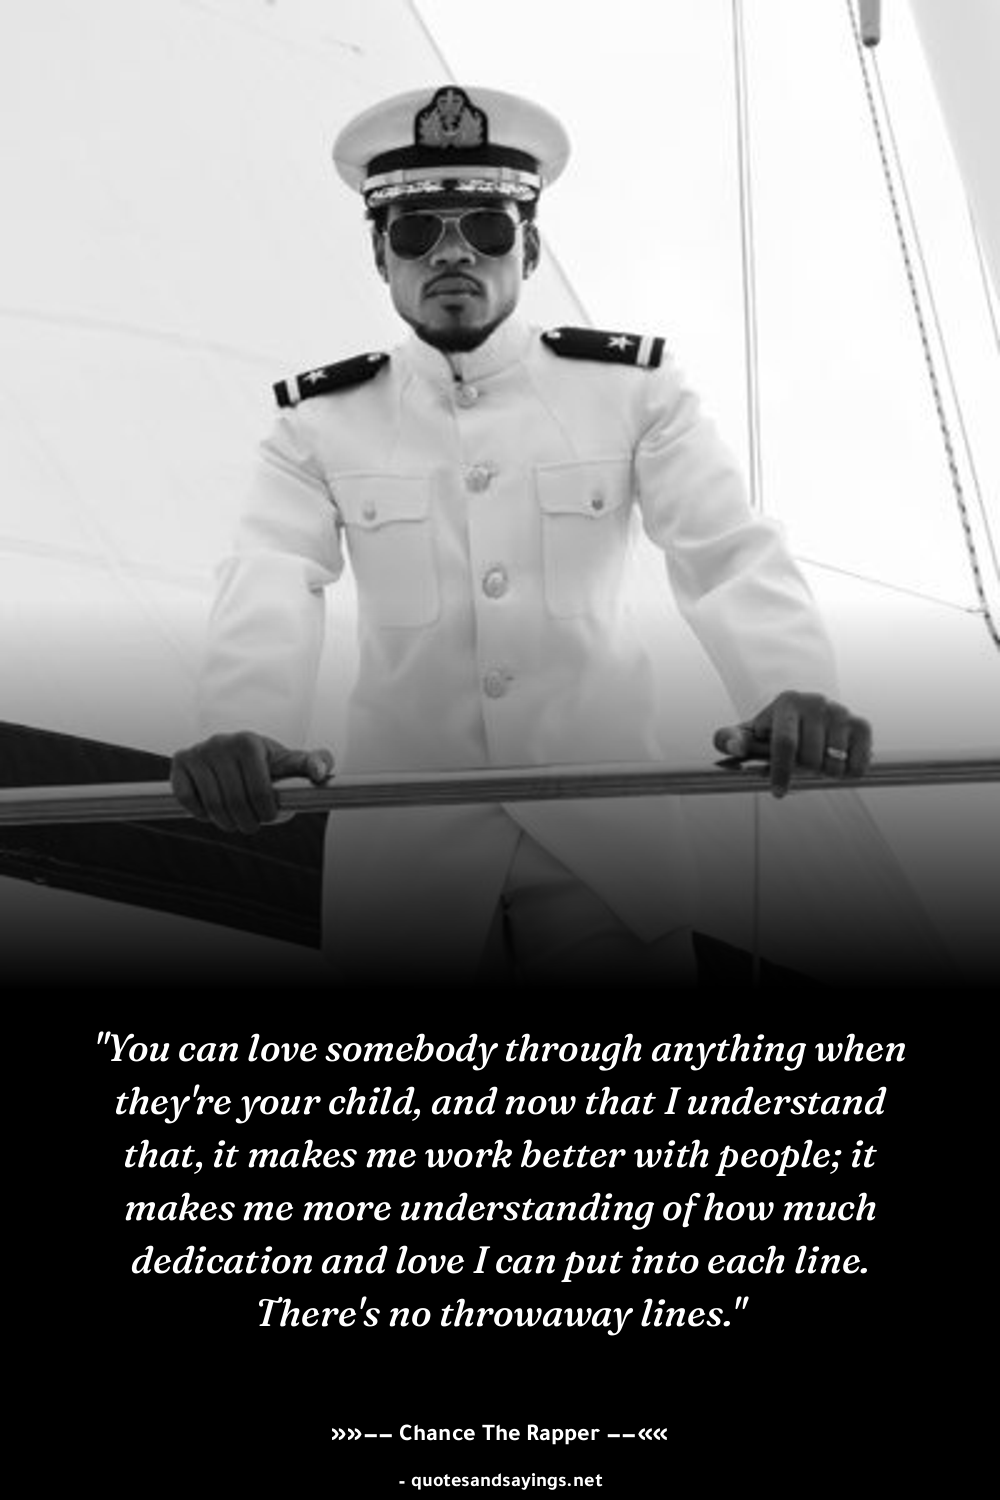 "You can love somebody through anything when
they're your child, and now that I understand
that, it makes me work better with people; it
makes me more understanding of how much
dedication and love I can put into each line.
There's no throwaway lines."
»»-- Chance The Rapper --««
- quotesandsayings.net